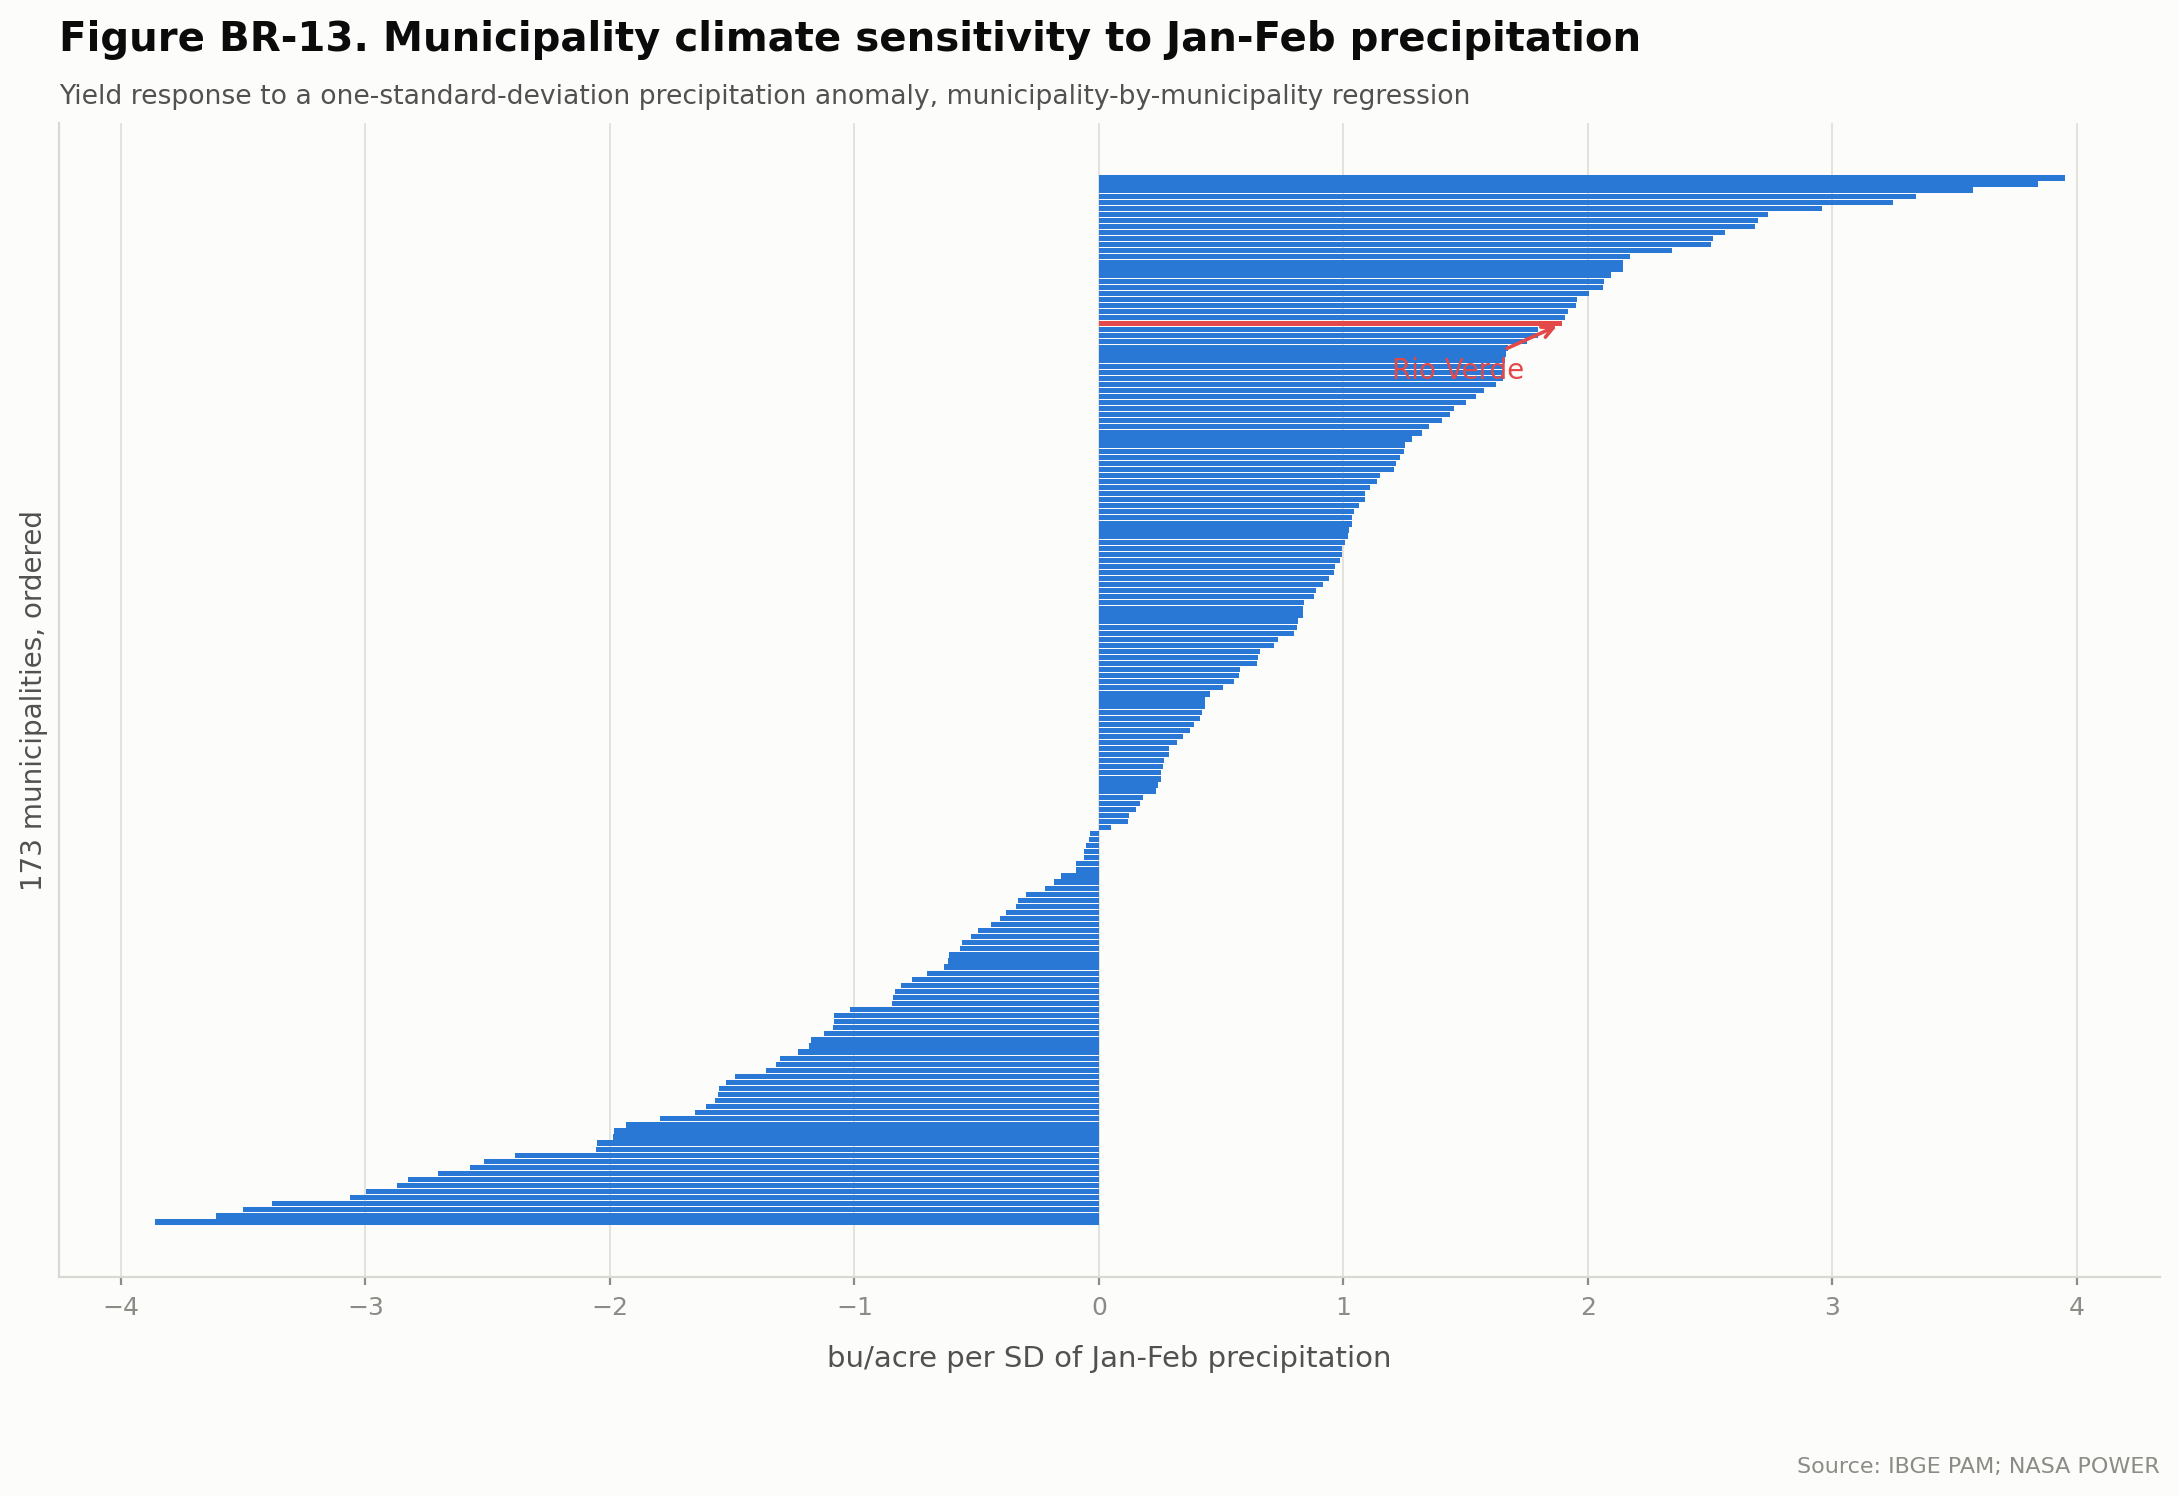 Figure BR-13. Municipality climate sensitivity to Jan-Feb precipitation
Yield response to a one-standard-deviation precipitation anomaly, municipality-by-municipality regression
173 municipalities, ordered
Rio Verde
−4 −3 −2 −1 0 1 2 3 4
bu/acre per SD of Jan-Feb precipitation
Source: IBGE PAM; NASA POWER